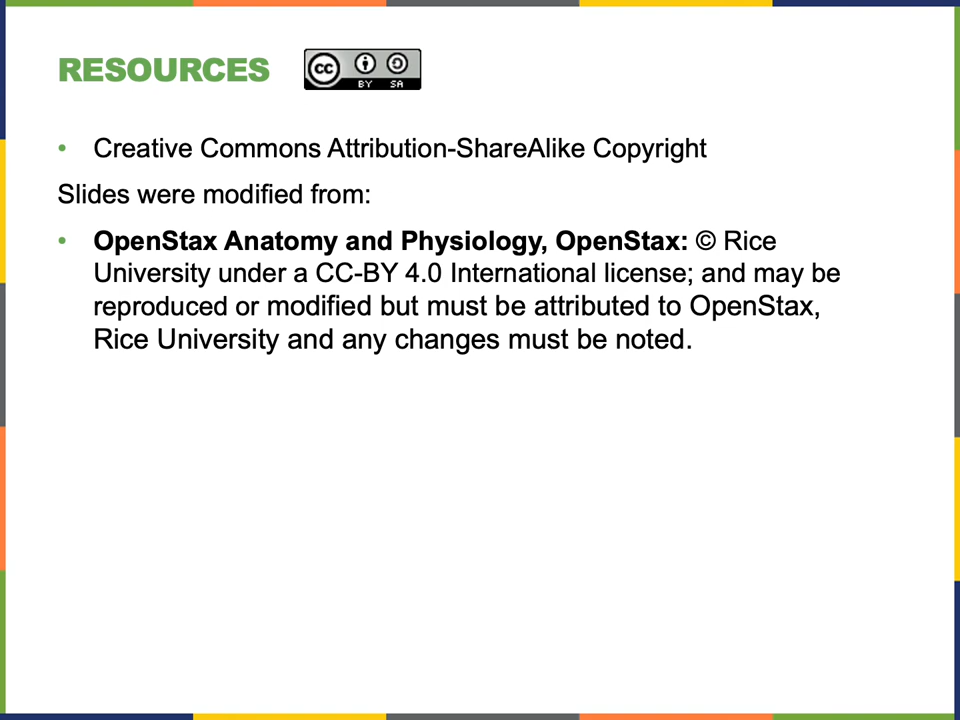 RESOURCES
cc BY SA
• Creative Commons Attribution-ShareAlike Copyright
Slides were modified from:
• OpenStax Anatomy and Physiology, OpenStax: © Rice
University under a CC-BY 4.0 International license; and may be
reproduced or modified but must be attributed to OpenStax,
Rice University and any changes must be noted.